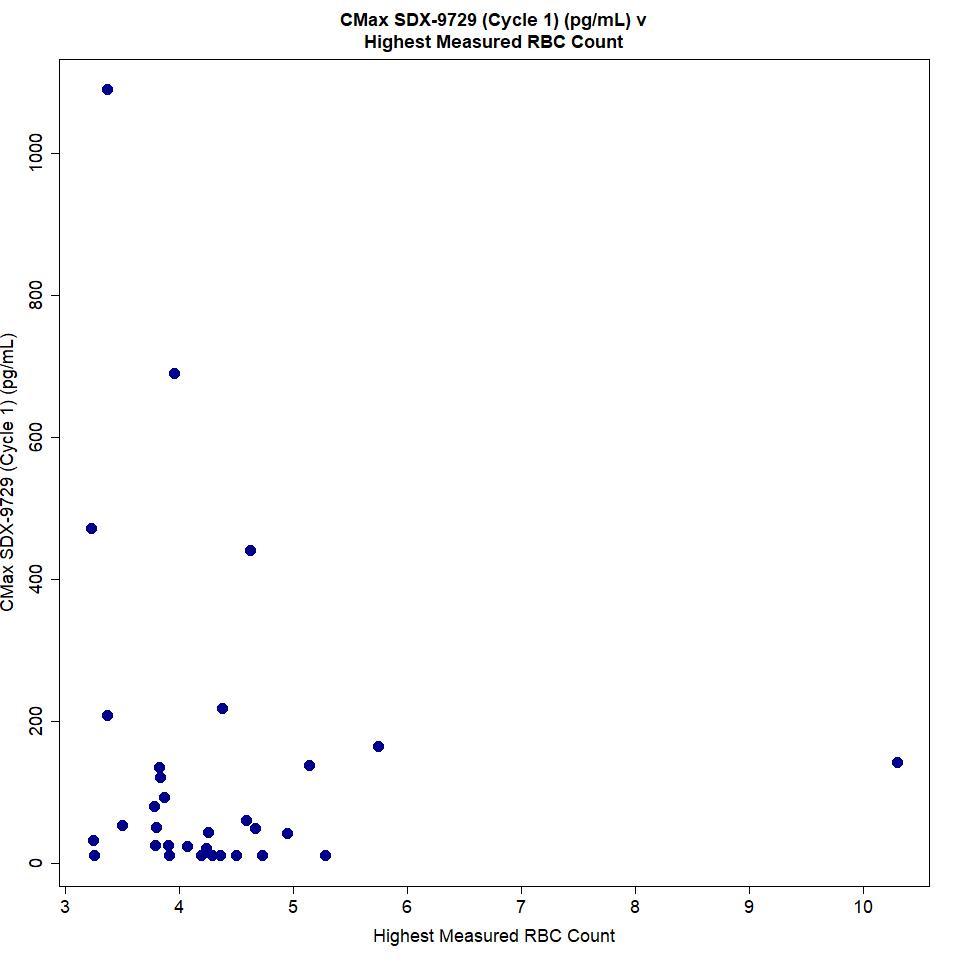 CMax SDX-9729 (Cycle 1) (pg/mL) v
Highest Measured RBC Count
CMax SDX-9729 (Cycle 1) (pg/mL)
1000
800
600
400
200
0
3 4 5 6 7 8 9 10
Highest Measured RBC Count